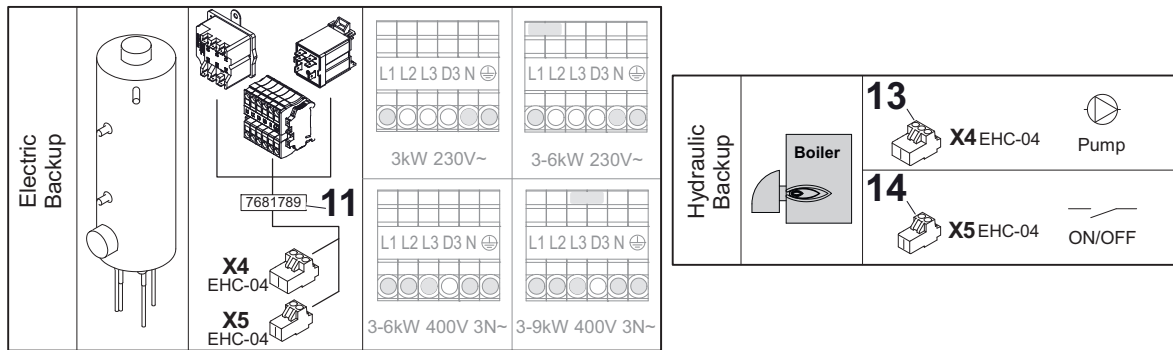 Electric
Backup
7681789
11
X4
EHC-04
X5
EHC-04
L1 L2 L3 D3 N
3kW 230V~
L1 L2 L3 D3 N
3-6kW 230V~
L1 L2 L3 D3 N
3-6kW 400V 3N~
L1 L2 L3 D3 N
3-9kW 400V 3N~
Hydraulic
Backup
Boiler
13
X4 EHC-04
Pump
14
X5 EHC-04
ON/OFF